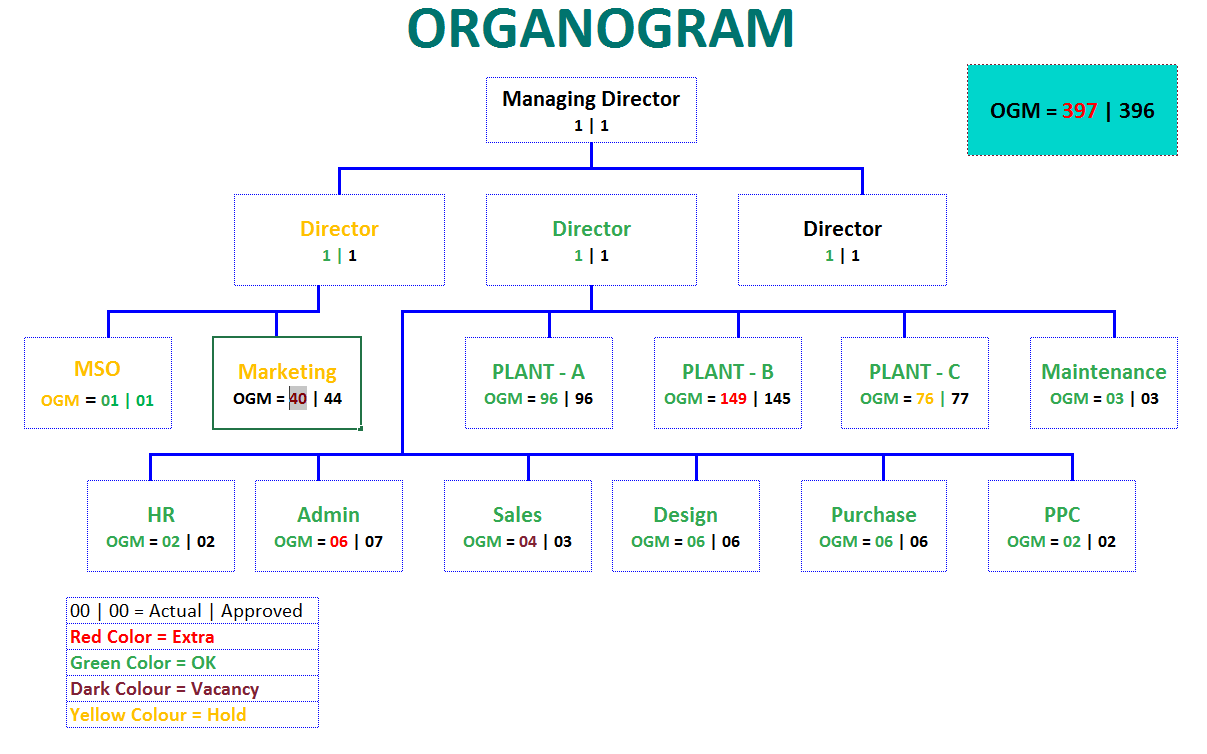 ORGANOGRAM
Managing Director
1 | 1
OGM = 397 | 396
Director
1 | 1
Director
1 | 1
Director
1 | 1
MSO
OGM = 01 | 01
Marketing
OGM = 40 | 44
PLANT - A
OGM = 96 | 96
PLANT - B
OGM = 149 | 145
PLANT - C
OGM = 76 | 77
Maintenance
OGM = 03 | 03
HR
OGM = 02 | 02
Admin
OGM = 06 | 07
Sales
OGM = 04 | 03
Design
OGM = 06 | 06
Purchase
OGM = 06 | 06
PPC
OGM = 02 | 02
00 | 00 = Actual | Approved
Red Color = Extra
Green Color = OK
Dark Colour = Vacancy
Yellow Colour = Hold